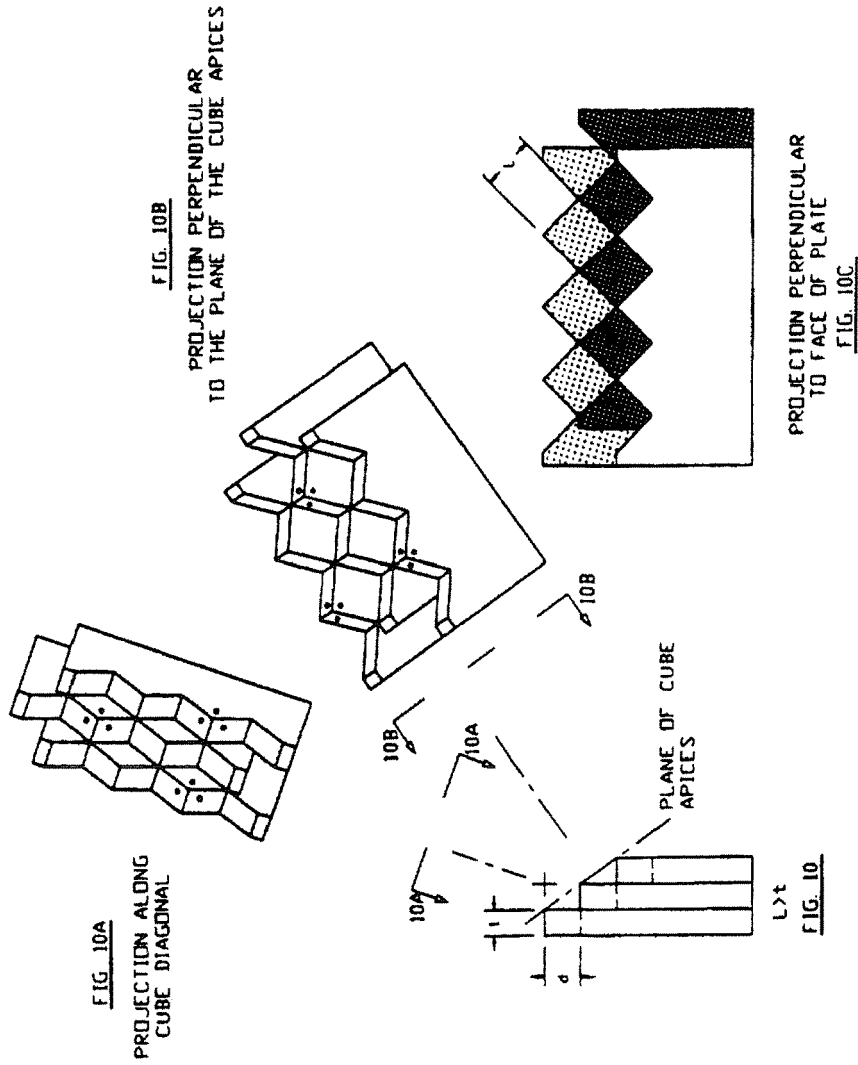 FIG 10A
PROJECTION ALONG
CUBE DIAGONAL
FIG. 10B
PROJECTION PERPENDICULAR
TO THE PLANE OF THE CUBE APICES
10A
10A
10B
10B
PLANE OF CUBE
APICES
d
t
L>t
FIG. 10
L
PROJECTION PERPENDICULAR
TO FACE OF PLATE
FIG. 10C